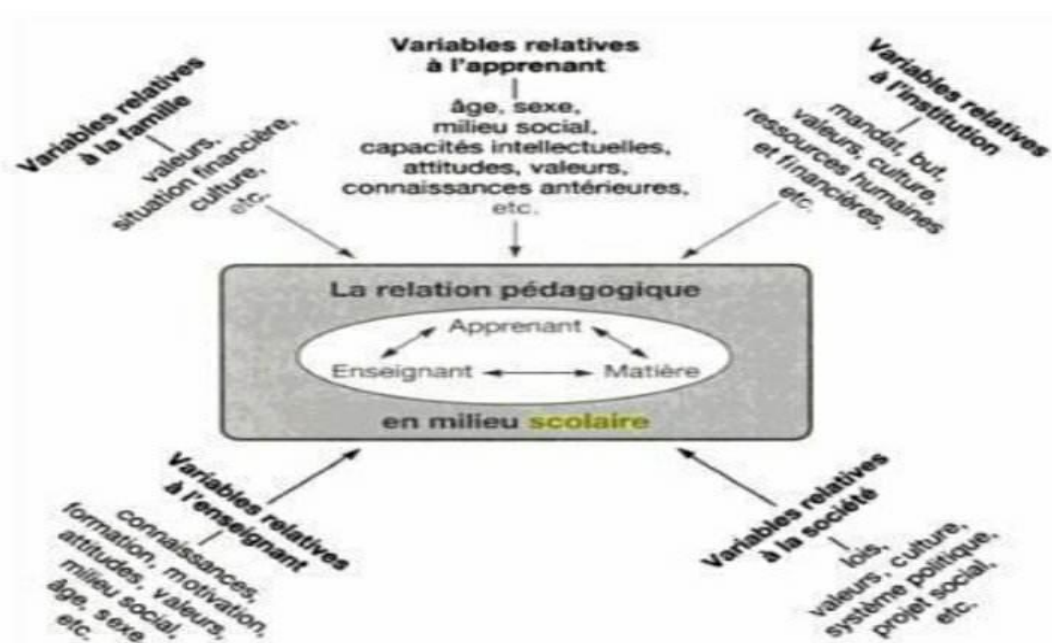 Variables relatives
à la famille
valeurs,
situation financière,
culture,
etc.
Variables relatives
à l'apprenant
âge, sexe,
milieu social,
capacités intellectuelles,
attitudes, valeurs,
connaissances antérieures,
etc.
Variables relatives
à l'institution
mandat, but,
valeurs, culture,
ressources humaines
et financières,
etc.
La relation pédagogique
Apprenant
Enseignant
Matière
en milieu scolaire
Variables relatives
à l'enseignant
connaissances,
formation, motivation,
attitudes, valeurs,
milieu social,
âge, sexe
etc.
Variables relatives
à la société
lois,
valeurs, culture,
système politique,
projet social,
etc.